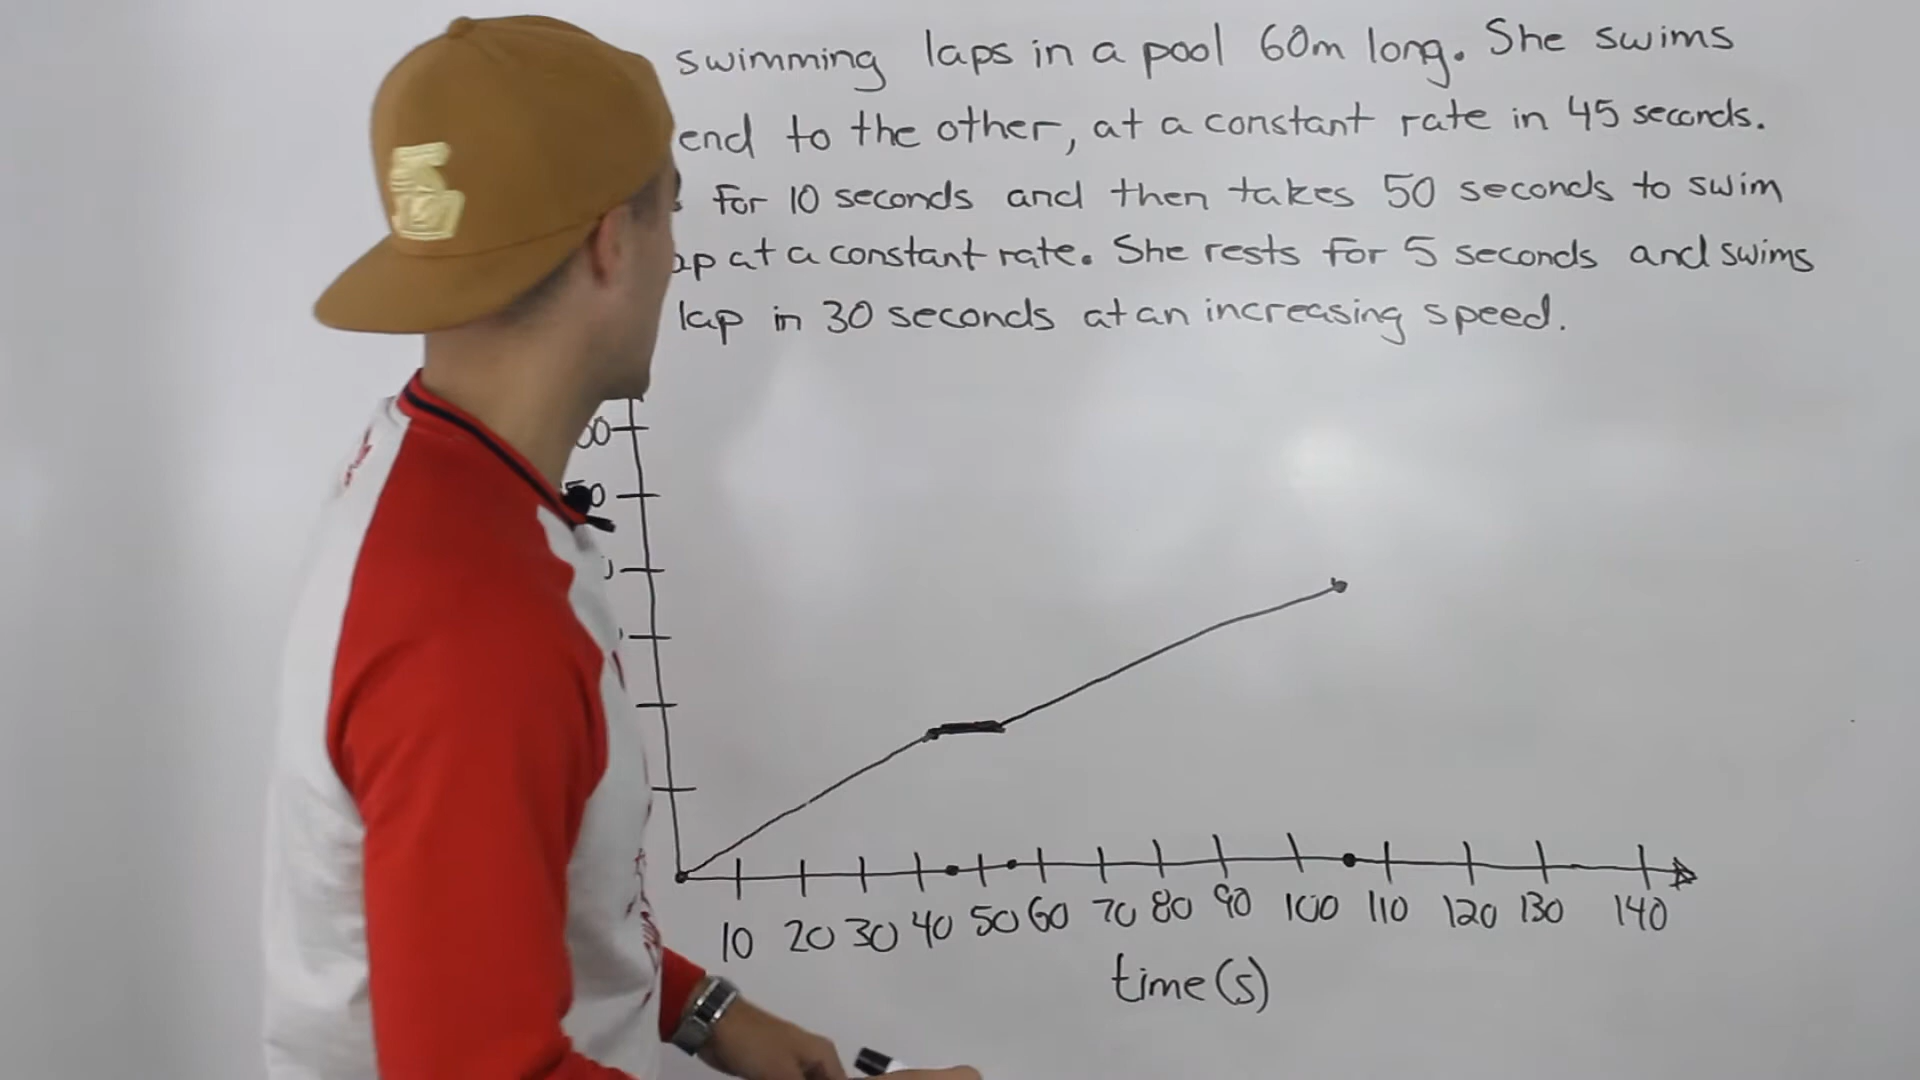 swimming laps in a pool 60m long. She swims
end to the other, at a constant rate in 45 seconds.
for 10 seconds and then takes 50 seconds to swim
at a constant rate. She rests for 5 seconds and swims
lap in 30 seconds at an increasing speed.
10 20 30 40 50 60 70 80 90 100 110 120 130 140
time(s)